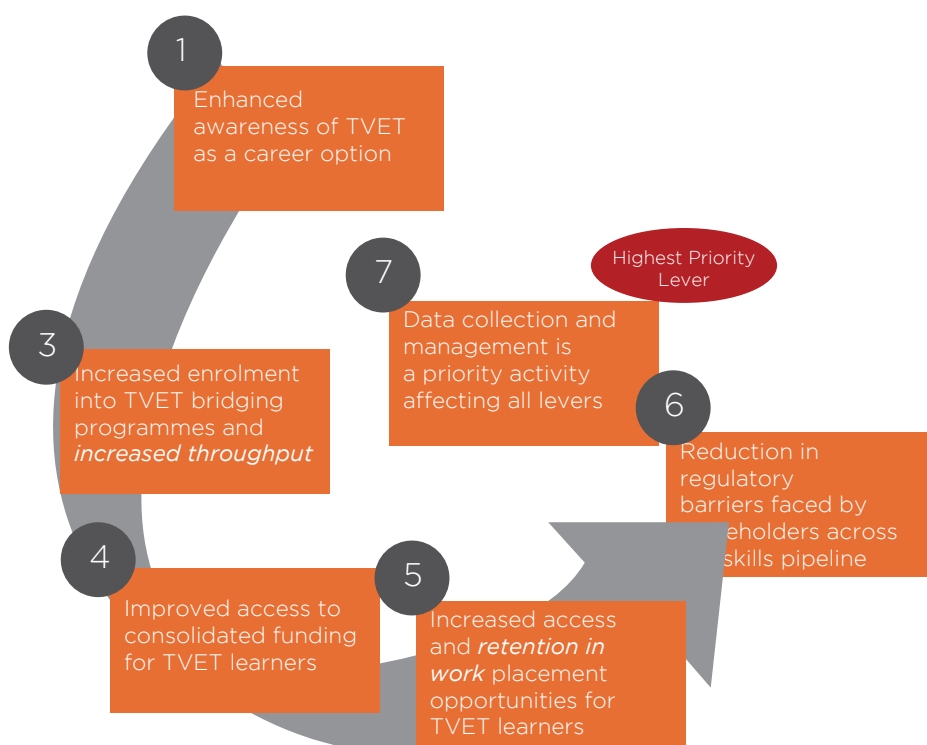 1
Enhanced
awareness of TVET
as a career option
7
Highest Priority
Lever
Data collection and
management is
a priority activity
affecting all levers
3
Increased enrolment
into TVET bridging
programmes and
increased throughput
6
Reduction in
regulatory
barriers faced by
eholders across
skills pipeline
4
Improved access to
consolidated funding
for TVET learners
5
Increased access
and retention in
work placement
opportunities for
TVET learners